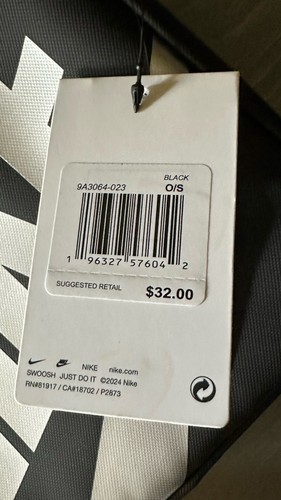 BLACK
9A3064-023 O/S
1 96327 57604 2
SUGGESTED RETAIL $32.00
NIKE nike.com
SWOOSH JUST DO IT ©2024 Nike
RN#81917 / CA#18702 / P2873